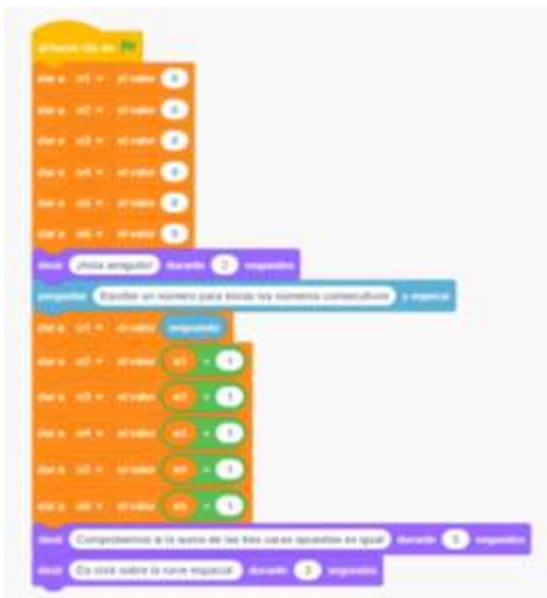 al hacer clic en
dar a n1 el valor 0
dar a n2 el valor 0
dar a n3 el valor 0
dar a n4 el valor 0
dar a n5 el valor 0
dar a n6 el valor
decir ¡Hola amiguito! durante 2 segundos
preguntar Escribe un número para iniciar los números consecutivos y esperar
dar a n1 el valor respuesta
dar a n2 el valor n1 + 1
dar a n3 el valor n2 + 1
dar a n4 el valor n3 + 1
dar a n5 el valor n4 + 1
dar a n6 el valor n5 + 1
decir Comprobemos si la suma de las tres caras opuestas es igual durante 5 segundos
decir Da click sobre la nave espacial durante 3 segundos